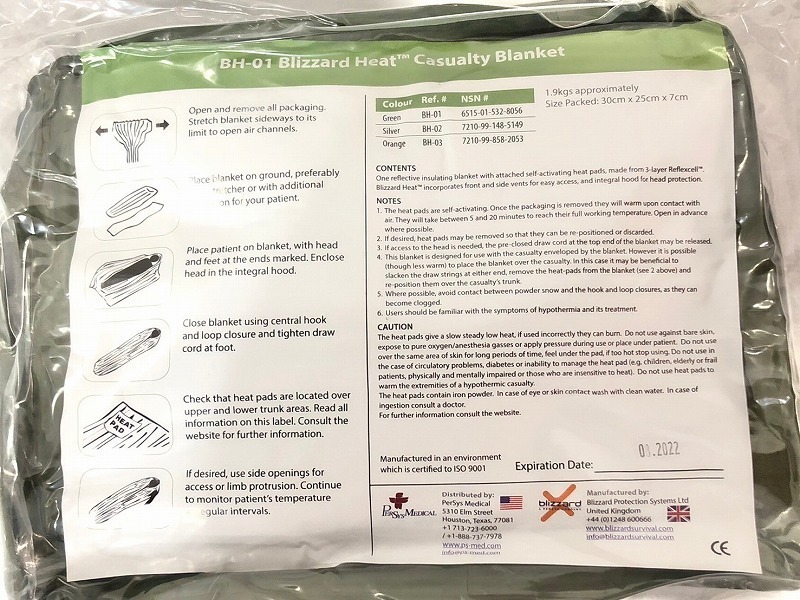 BH-01 Blizzard Heat™ Casualty Blanket
Open and remove all packaging.
Stretch blanket sideways to its
limit to open air channels.
Place blanket on ground, preferably
or with additional
for your patient.
Place patient on blanket, with head
and feet at the ends marked. Enclose
head in the integral hood.
Close blanket using central hook
and loop closure and tighten draw
cord at foot.
HEAT
PAD
Check that heat pads are located over
upper and lower trunk areas. Read all
information on this label. Consult the
website for further information.
If desired, use side openings for
access or limb protrusion. Continue
to monitor patient's temperature
regular intervals.
Colour Ref. # NSN #
Green BH-01 6515-01-532-8056
Silver BH-02 7210-99-148-5149
Orange BH-03 7210-99-858-2053
1.9kgs approximately
Size Packed: 30cm x 25cm x 7cm
CONTENTS
One reflective insulating blanket with attached self-activating heat pads, made from 3-layer Reflexcell™.
Blizzard Heat™ incorporates front and side vents for easy access, and integral hood for head protection.
NOTES
1. The heat pads are self-activating. Once the packaging is removed they will warm upon contact with
air. They will take between 5 and 20 minutes to reach their full working temperature. Open in advance
where possible.
2. If desired, heat pads may be removed so that they can be re-positioned or discarded.
3. If access to the head is needed, the pre-closed draw cord at the top end of the blanket may be released.
4. This blanket is designed for use with the casualty enveloped by the blanket. However it is possible
(though less warm) to place the blanket over the casualty. In this case it may be beneficial to
slacken the draw strings at either end, remove the heat-pads from the blanket (see 2 above) and
re-position them over the casualty's trunk.
5. Where possible, avoid contact between powder snow and the hook and loop closures, as they can
become clogged.
6. Users should be familiar with the symptoms of hypothermia and its treatment.
CAUTION
The heat pads give a slow steady low heat, if used incorrectly they can burn. Do not use against bare skin,
expose to pure oxygen/anesthesia gasses or apply pressure during use or place under patient. Do not use
over the same area of skin for long periods of time, feel under the pad, if too hot stop using. Do not use in
the case of circulatory problems, diabetes or inability to manage the heat pad (e.g. children, elderly or frail
patients, physically and mentally impaired or those who are insensitive to heat). Do not use heat pads to
warm the extremities of a hypothermic casualty.
The heat pads contain iron powder. In case of eye or skin contact wash with clean water. In case of
ingestion consult a doctor.
For further information consult the website.
Manufactured in an environment
which is certified to ISO 9001
Expiration Date:
2022
PerSys Medical
Distributed by:
PerSys Medical
5310 Elm Street
Houston, Texas, 77081
+1 713-723-6000
/ +1-888-737-7978
www.ps-med.com
info@ps-med.com
blizzard
Manufactured by:
Blizzard Protection Systems Ltd
United Kingdom
+44 (0)1248 600666
www.blizzardsurvival.com
info@blizzardsurvival.com
CE